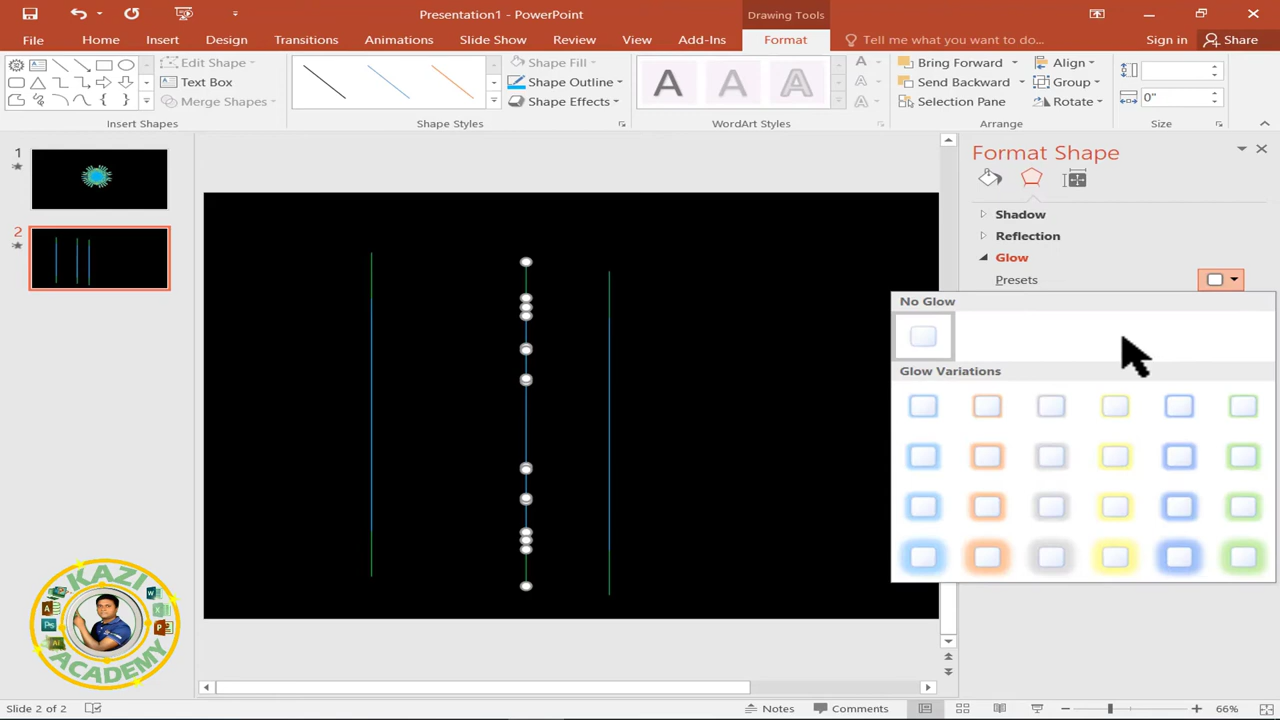 Presentation1 - PowerPoint
Drawing Tools
File
Home
Insert
Design
Transitions
Animations
Slide Show
Review
View
Add-Ins
Format
Tell me what you want to do...
Sign in
Share
Edit Shape
Text Box
Merge Shapes
Insert Shapes
Shape Fill
Shape Outline
Shape Effects
Shape Styles
A A A
WordArt Styles
Bring Forward
Send Backward
Selection Pane
Align
Group
Rotate
Arrange
0"
Size
1
2
Format Shape
Shadow
Reflection
Glow
Presets
No Glow
Glow Variations
KAZI
ACADEMY
Slide 2 of 2
Notes
Comments
66%